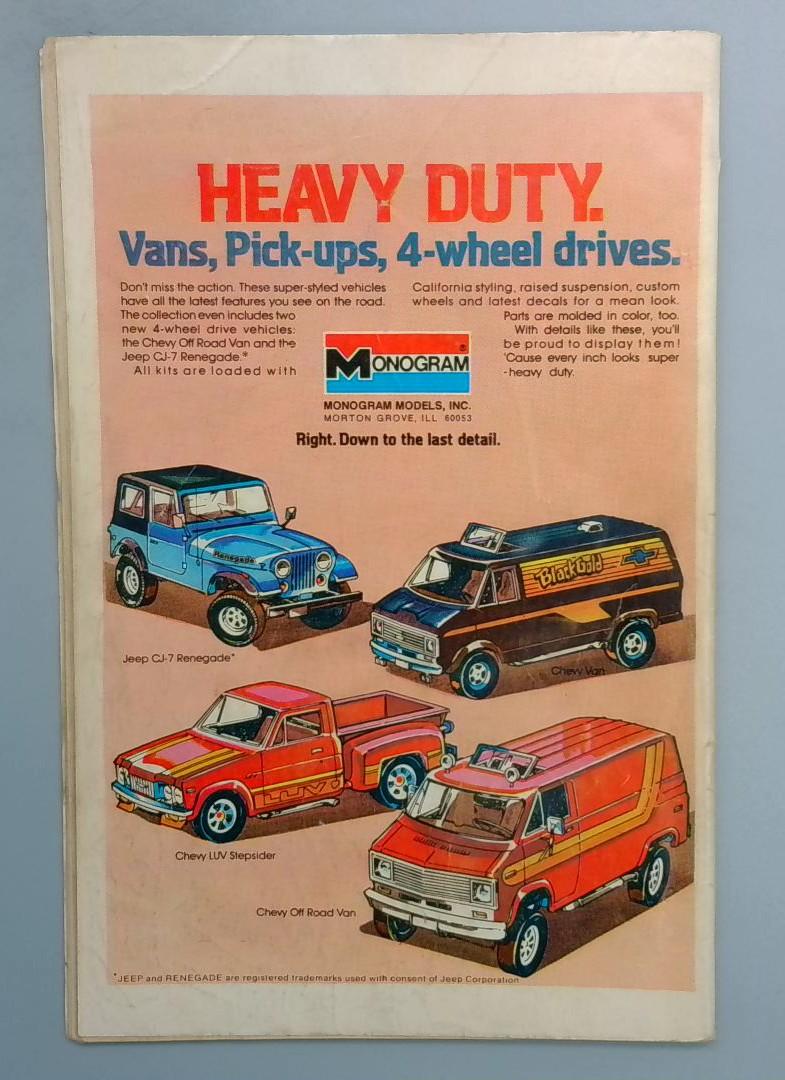 HEAVY DUTY.
Vans, Pick-ups, 4-wheel drives.
Don't miss the action. These super-styled vehicles
have all the latest features you see on the road.
The collection even includes two
new 4-wheel drive vehicles:
the Chevy Off Road Van and the
Jeep CJ-7 Renegade.*
All kits are loaded with
California styling, raised suspension, custom
wheels and latest decals for a mean look.
Parts are molded in color, too.
With details like these, you'll
be proud to display them!
'Cause every inch looks super
-heavy duty.
MONOGRAM®
MONOGRAM MODELS, INC.
MORTON GROVE, ILL 60053
Right. Down to the last detail.
Renegade
Jeep CJ-7 Renegade*
BlackGold
Chevy Van
LUV
Chevy LUV Stepsider
Chevy Off Road Van
*JEEP and RENEGADE are registered trademarks used with consent of Jeep Corporation